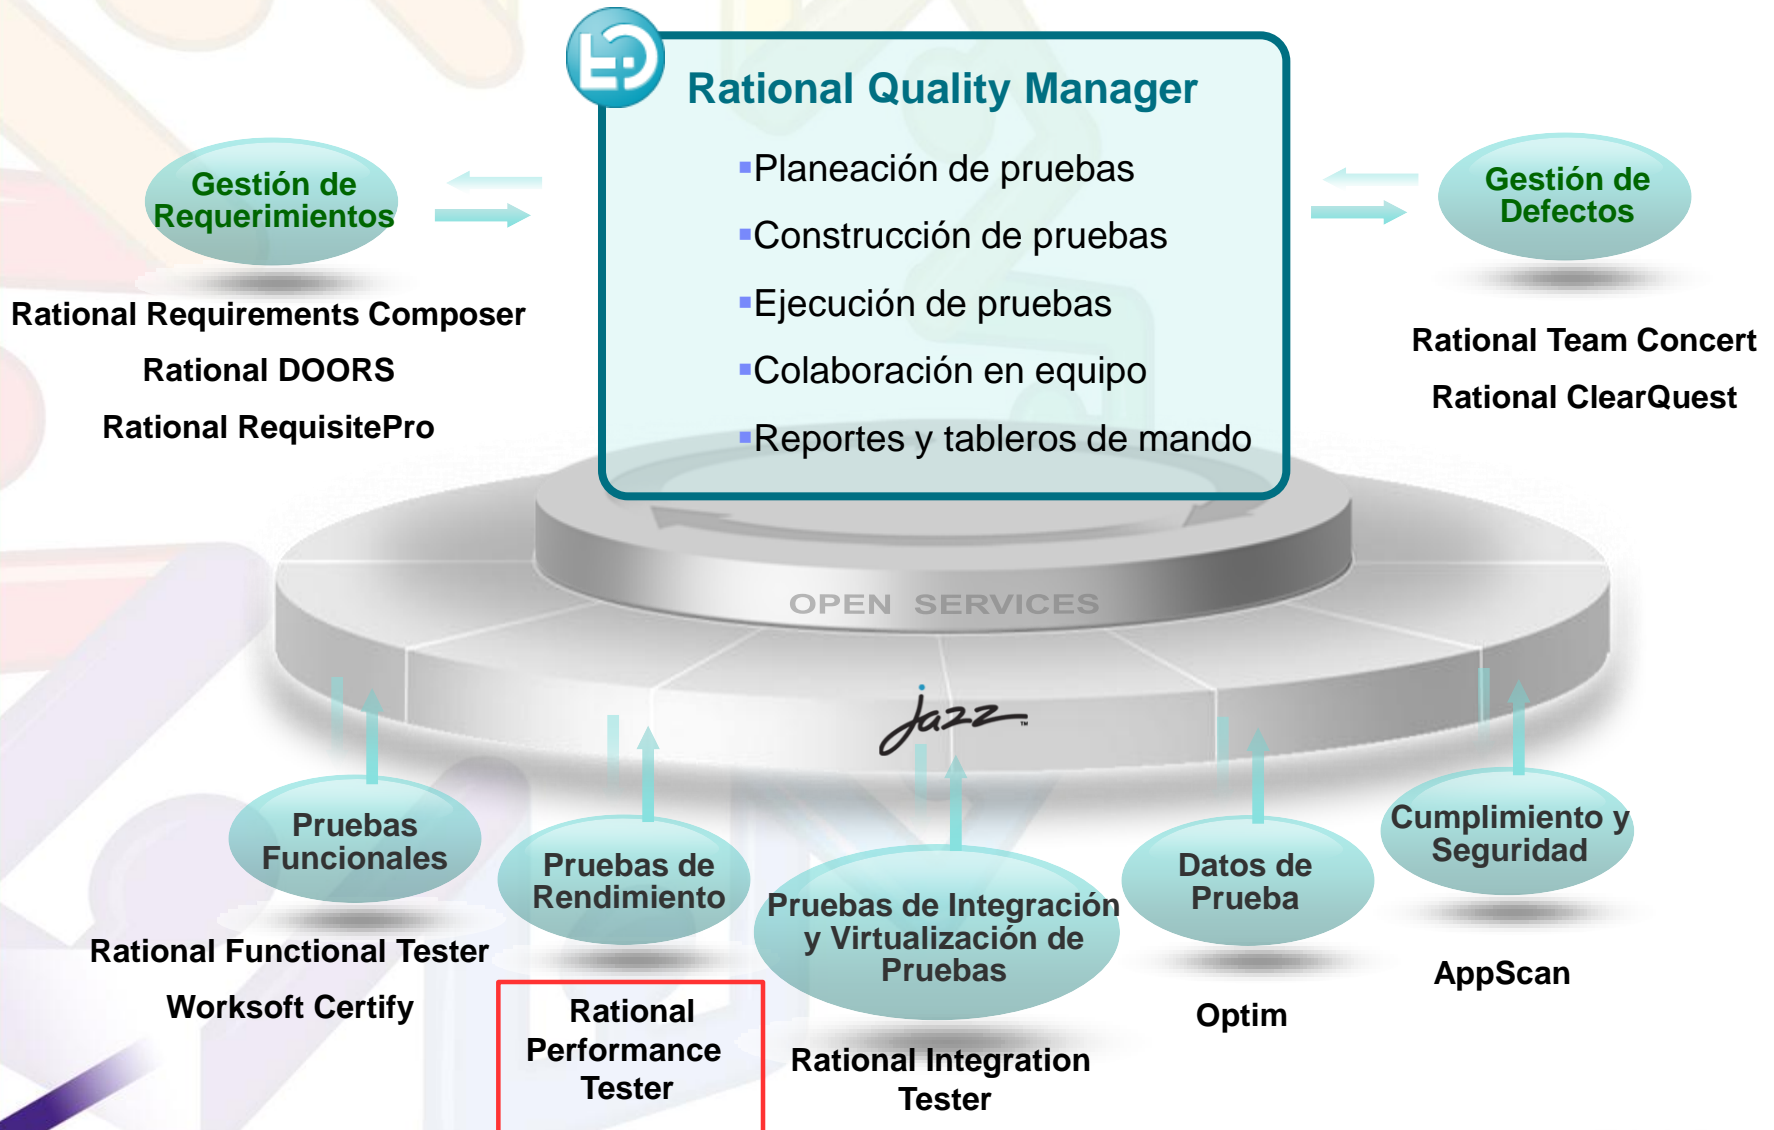 Rational Quality Manager
▪Planeación de pruebas
▪Construcción de pruebas
▪Ejecución de pruebas
▪Colaboración en equipo
▪Reportes y tableros de mando
Gestión de
Requerimientos
Rational Requirements Composer
Rational DOORS
Rational RequisitePro
Gestión de
Defectos
Rational Team Concert
Rational ClearQuest
OPEN SERVICES
jazz™
Pruebas
Funcionales
Rational Functional Tester
Worksoft Certify
Pruebas de
Rendimiento
Rational
Performance
Tester
Pruebas de Integración
y Virtualización de
Pruebas
Rational Integration
Tester
Datos de
Prueba
Optim
Cumplimiento y
Seguridad
AppScan